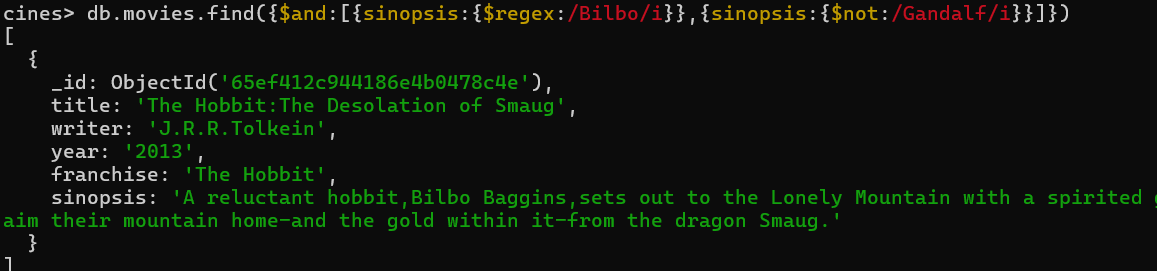 cines> db.movies.find({$and:[{sinopsis:{$regex:/Bilbo/i}},{sinopsis:{$not:/Gandalf/i}}]})
[
  {
    _id: ObjectId('65ef412c944186e4b0478c4e'),
    title: 'The Hobbit:The Desolation of Smaug',
    writer: 'J.R.R.Tolkein',
    year: '2013',
    franchise: 'The Hobbit',
    sinopsis: 'A reluctant hobbit,Bilbo Baggins,sets out to the Lonely Mountain with a spirited
aim their mountain home-and the gold within it-from the dragon Smaug.'
  }
]